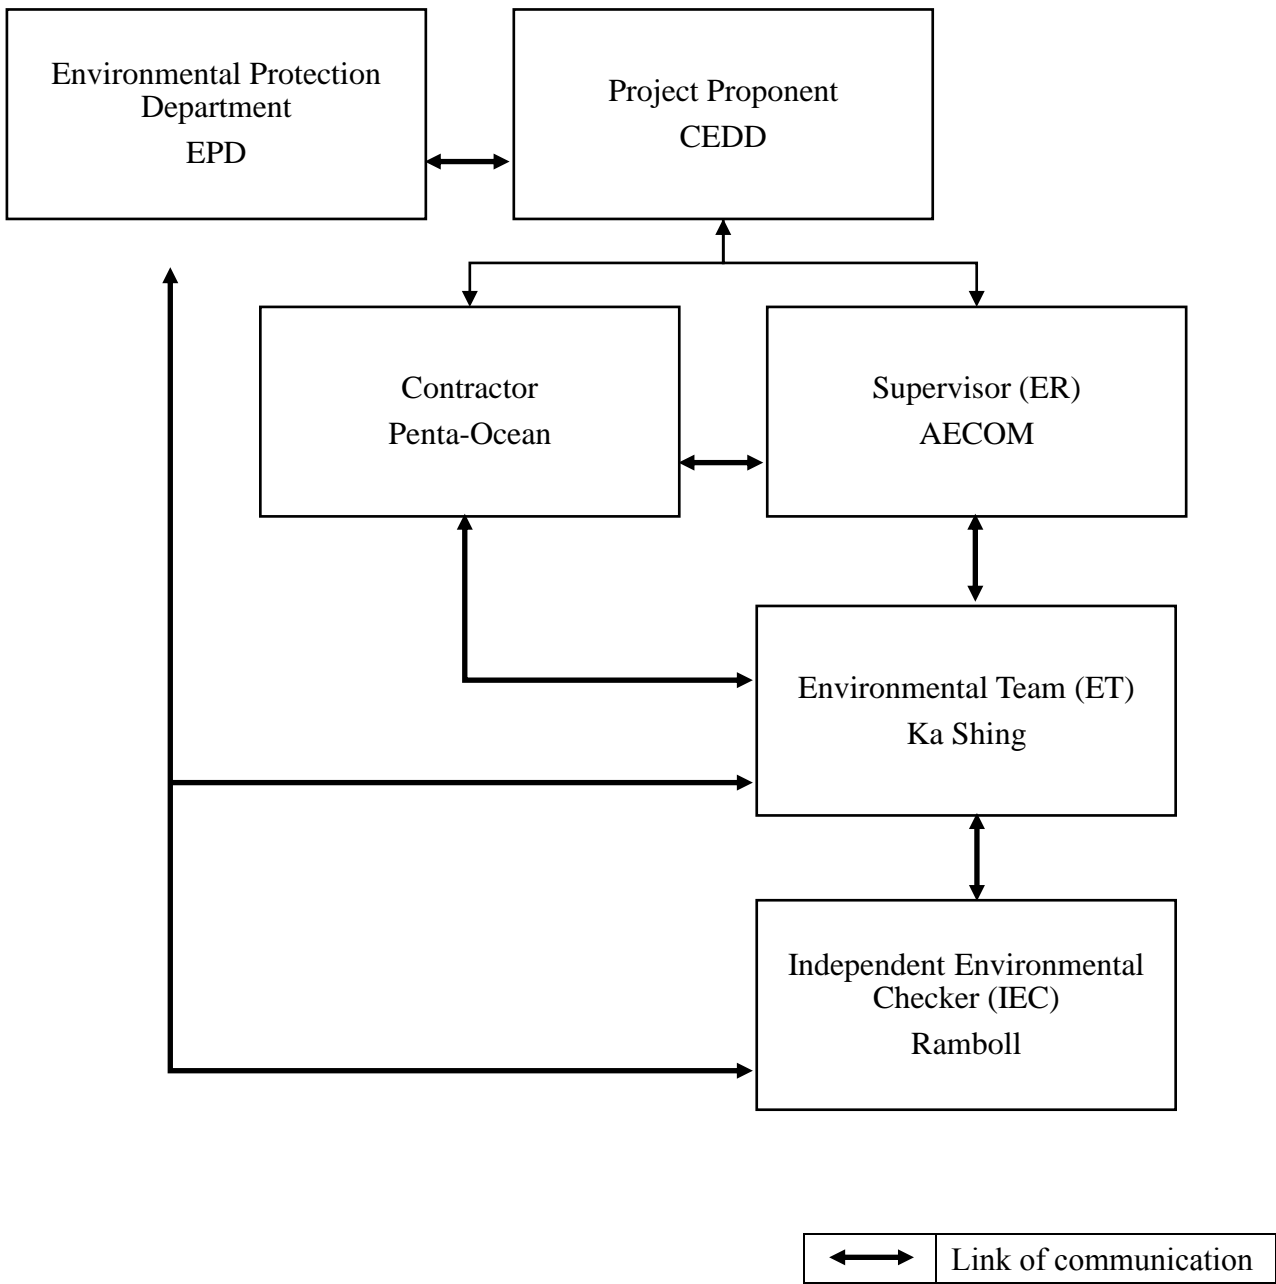 Environmental Protection
Department
EPD
Project Proponent
CEDD
Contractor
Penta-Ocean
Supervisor (ER)
AECOM
Environmental Team (ET)
Ka Shing
Independent Environmental
Checker (IEC)
Ramboll
Link of communication